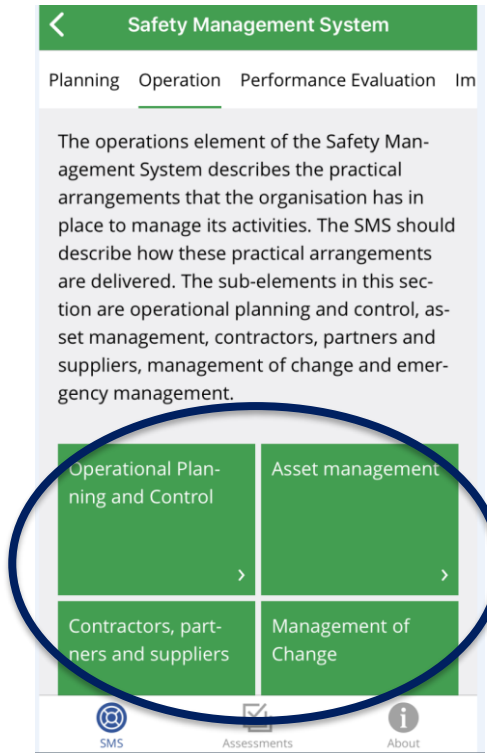 Safety Management System
Planning Operation Performance Evaluation Im
The operations element of the Safety Man-
agement System describes the practical
arrangements that the organisation has in
place to manage its activities. The SMS should
describe how these practical arrangements
are delivered. The sub-elements in this sec-
tion are operational planning and control, as-
set management, contractors, partners and
suppliers, management of change and emer-
gency management.
Operational Plan-
ning and Control
Asset management
Contractors, part-
ners and suppliers
Management of
Change
SMS Assessments About